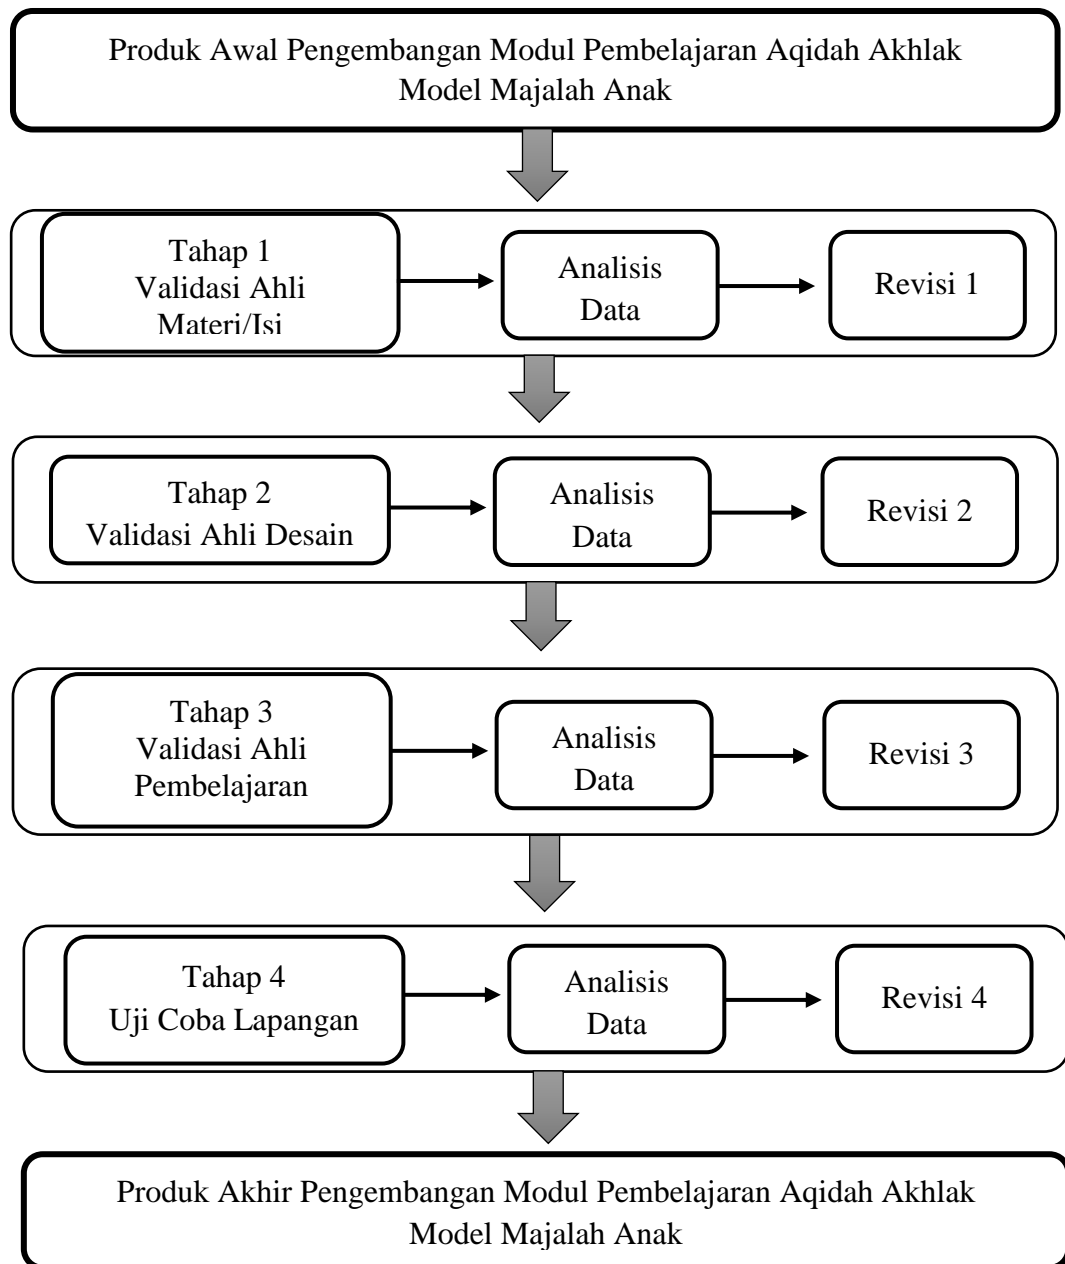 Produk Awal Pengembangan Modul Pembelajaran Aqidah Akhlak
Model Majalah Anak
Tahap 1
Validasi Ahli
Materi/Isi
Analisis
Data
Revisi 1
Tahap 2
Validasi Ahli Desain
Analisis
Data
Revisi 2
Tahap 3
Validasi Ahli
Pembelajaran
Analisis
Data
Revisi 3
Tahap 4
Uji Coba Lapangan
Analisis
Data
Revisi 4
Produk Akhir Pengembangan Modul Pembelajaran Aqidah Akhlak
Model Majalah Anak